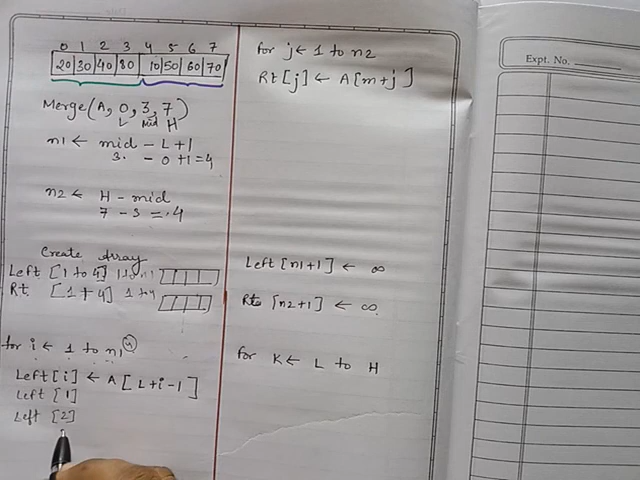 0 1 2 3 4 5 6 7
20 30 40 80 10 50 60 70
Merge(A, 0, 3, 7)
L Mid H
n1 ← mid - L + 1
3 - 0 + 1 = 4
n2 ← H - mid
7 - 3 = 4
Create Array
Left [1 to 4]
Rt. [1 + 4] 1 to 4
for i ← 1 to n1 4
Left[i] ← A[L+i-1]
Left [1]
Left [2]
for j ← 1 to n2
Rt[j] ← A[m+j]
Left [n1+1] ← ∞
Rt [n2+1] ← ∞
for K ← L to H
Expt. No.